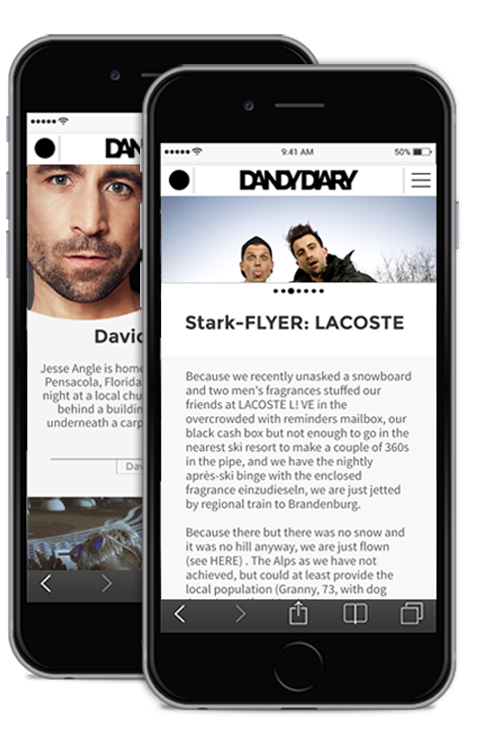 DAN
Davi
Jesse Angle is home
Pensacola, Florida
night at a local chu
behind a buildin
underneath a carp
Dav
9:41 AM
50%
DANDYDIARY
Stark-FLYER: LACOSTE
Because we recently unasked a snowboard
and two men's fragrances stuffed our
friends at LACOSTE L! VE in the
overcrowded with reminders mailbox, our
black cash box but not enough to go in the
nearest ski resort to make a couple of 360s
in the pipe, and we have the nightly
après-ski binge with the enclosed
fragrance einzudieseln, we are just jetted
by regional train to Brandenburg.
Because there but there was no snow and
it was no hill anyway, we are just flown
(see HERE) . The Alps as we have not
achieved, but could at least provide the
local population (Granny, 73, with dog